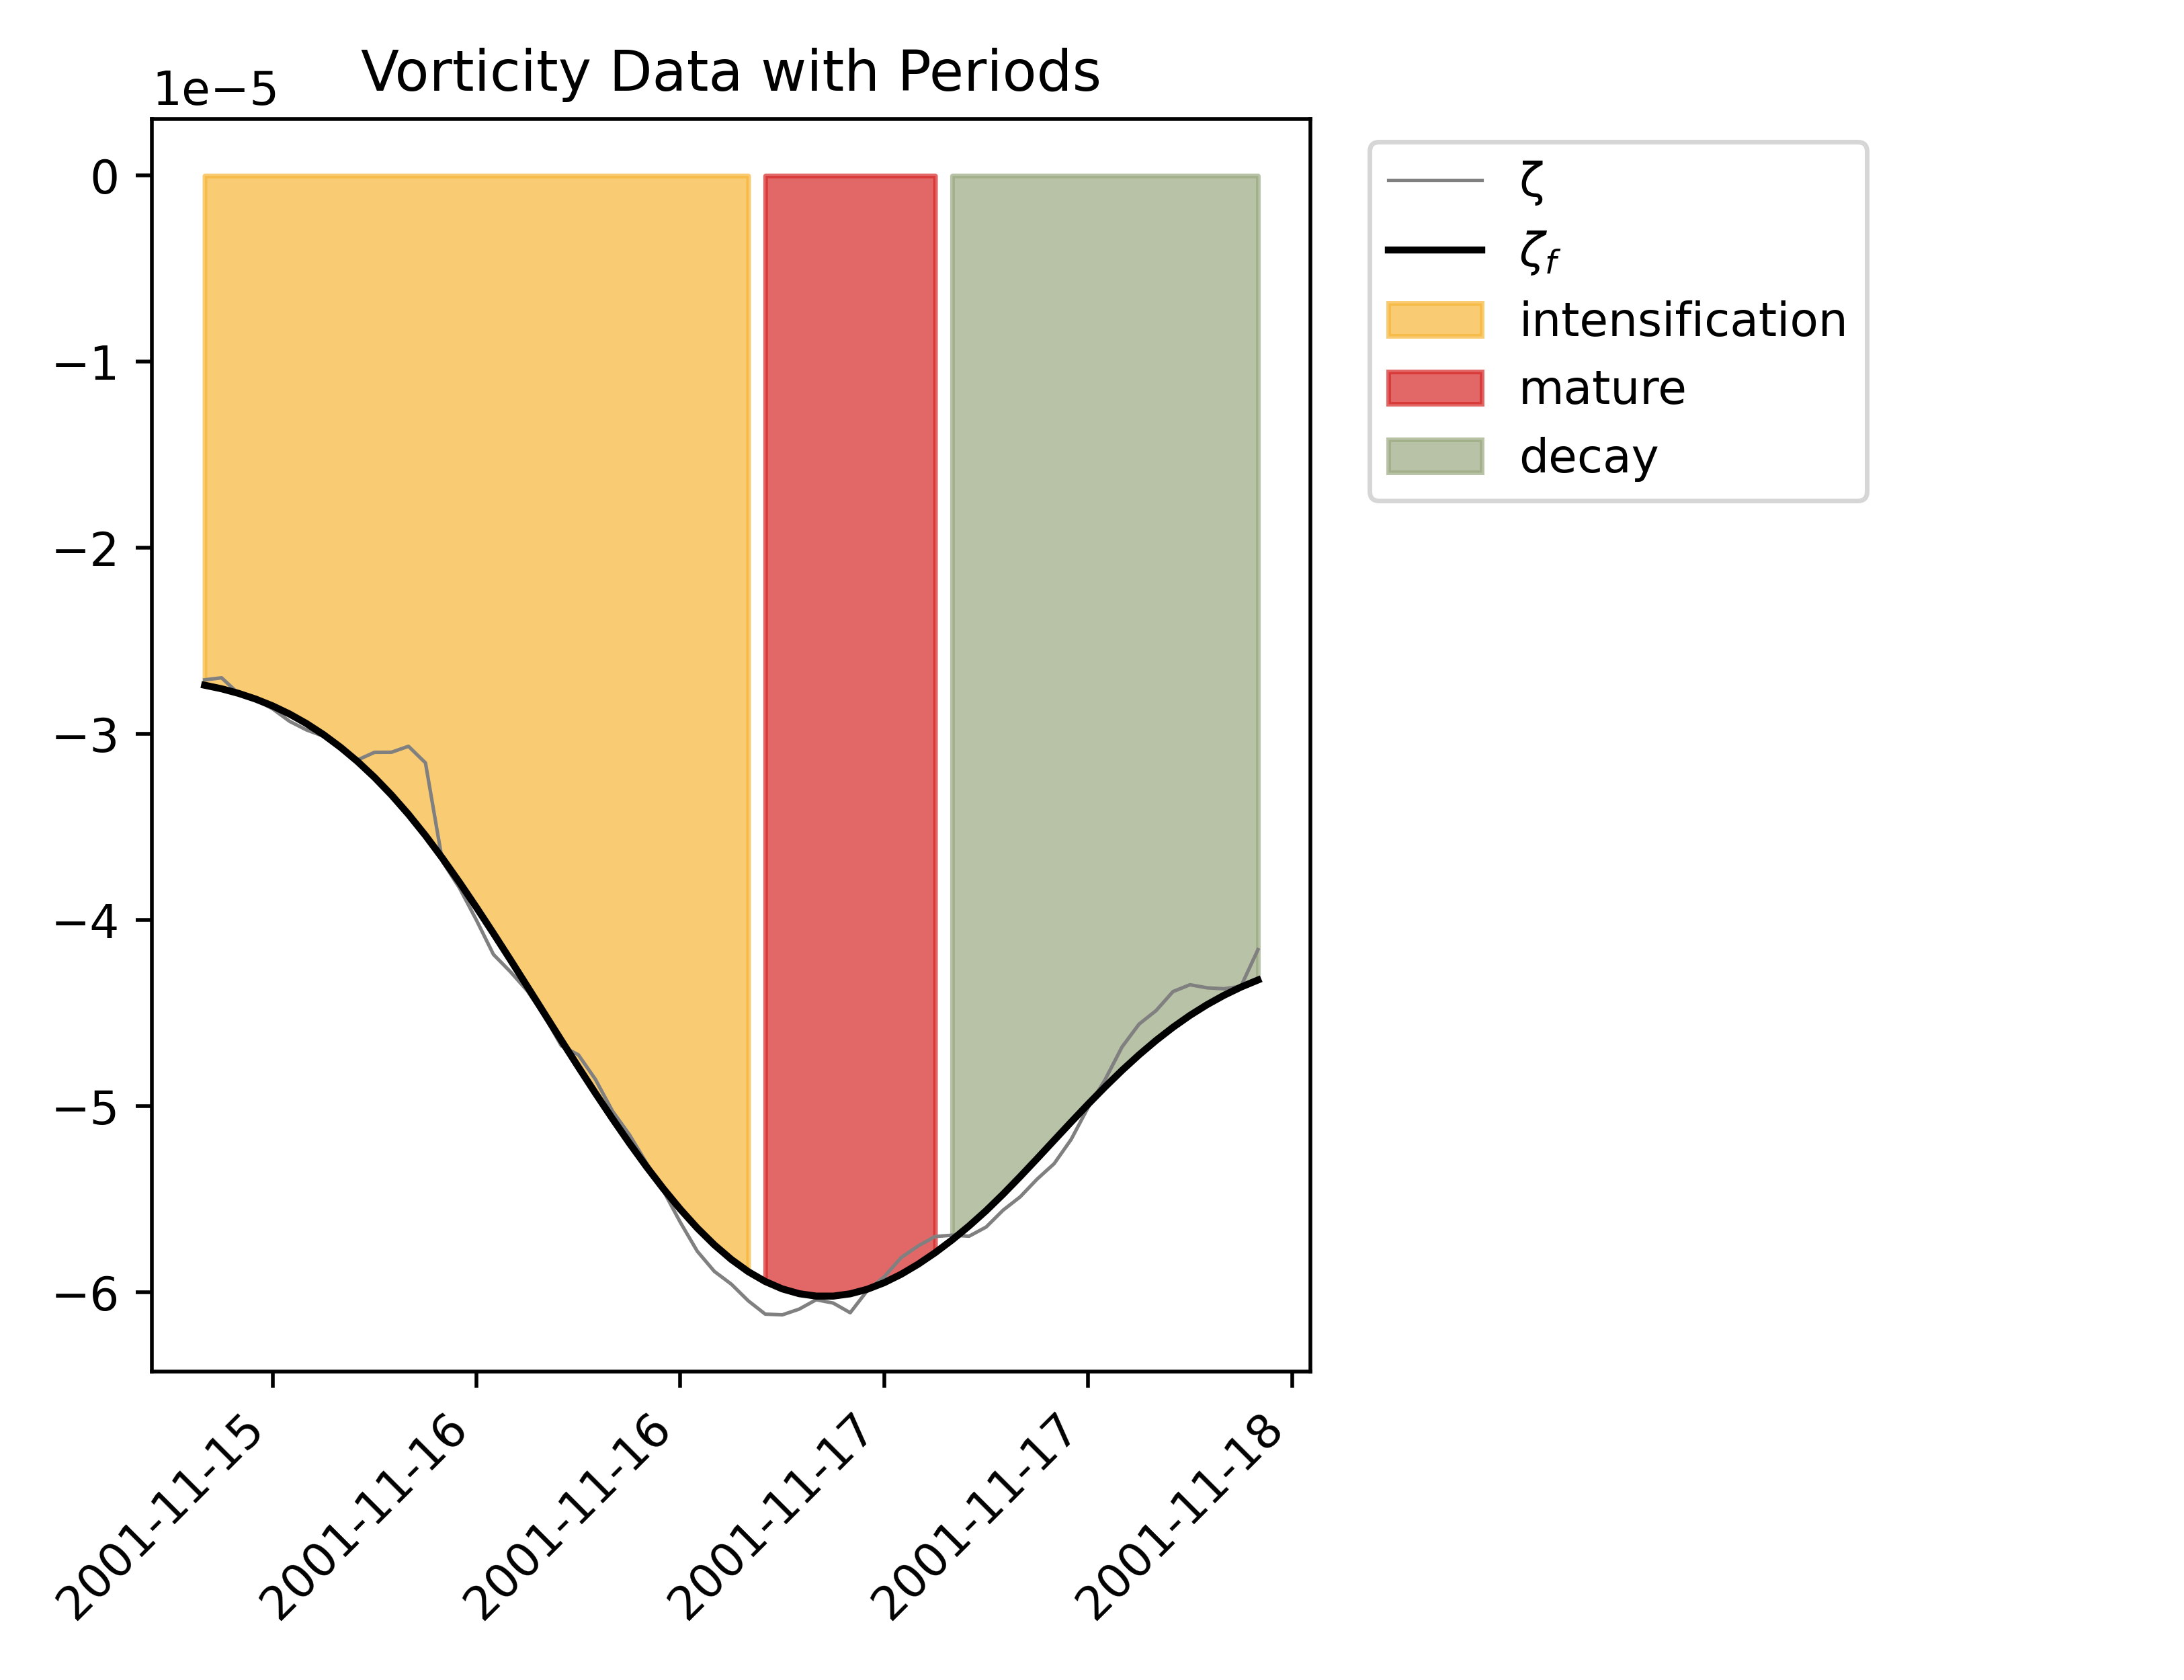 Vorticity Data with Periods
1e−5
0
−1
−2
−3
−4
−5
−6
2001-11-15
2001-11-16
2001-11-16
2001-11-17
2001-11-17
2001-11-18
ζ
ζf
intensification
mature
decay